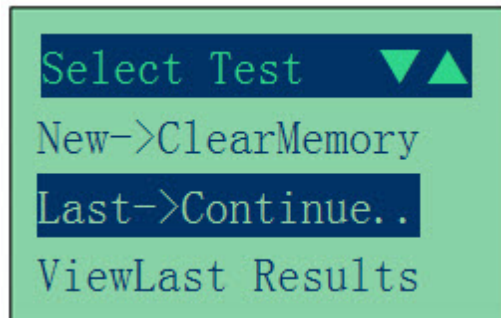 Select Test ▼▲
New->ClearMemory
Last->Continue..
ViewLast Results